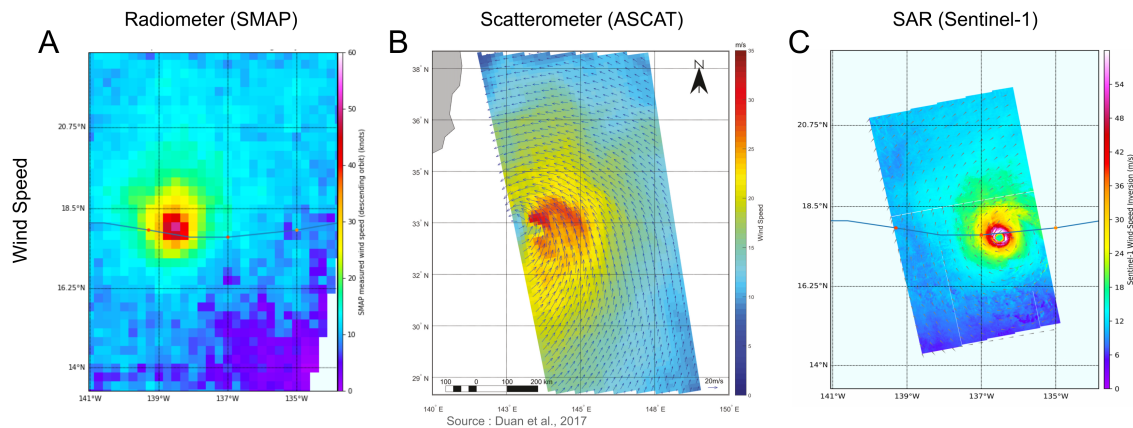 Radiometer (SMAP)
Scatterometer (ASCAT)
SAR (Sentinel-1)
Wind Speed
A
20.75°N
18.5°N
16.25°N
14°N
141°W
139°W
137°W
135°W
60
50
40
30
20
10
0
SMAP measured wind speed (descending orbit) (knots)
B
N
38° N
36° N
35° N
33° N
32° N
30° N
29° N
140° E
143° E
145° E
148° E
150° E
100 0 100 200 km
20m/s
m/s
35
30
25
20
15
10
5
0
Wind Speed
Source : Duan et al., 2017
C
20.75°N
18.5°N
16.25°N
14°N
141°W
139°W
137°W
135°W
54
48
42
36
30
24
18
12
6
0
Sentinel-1 Wind-Speed Inversion (m/s)